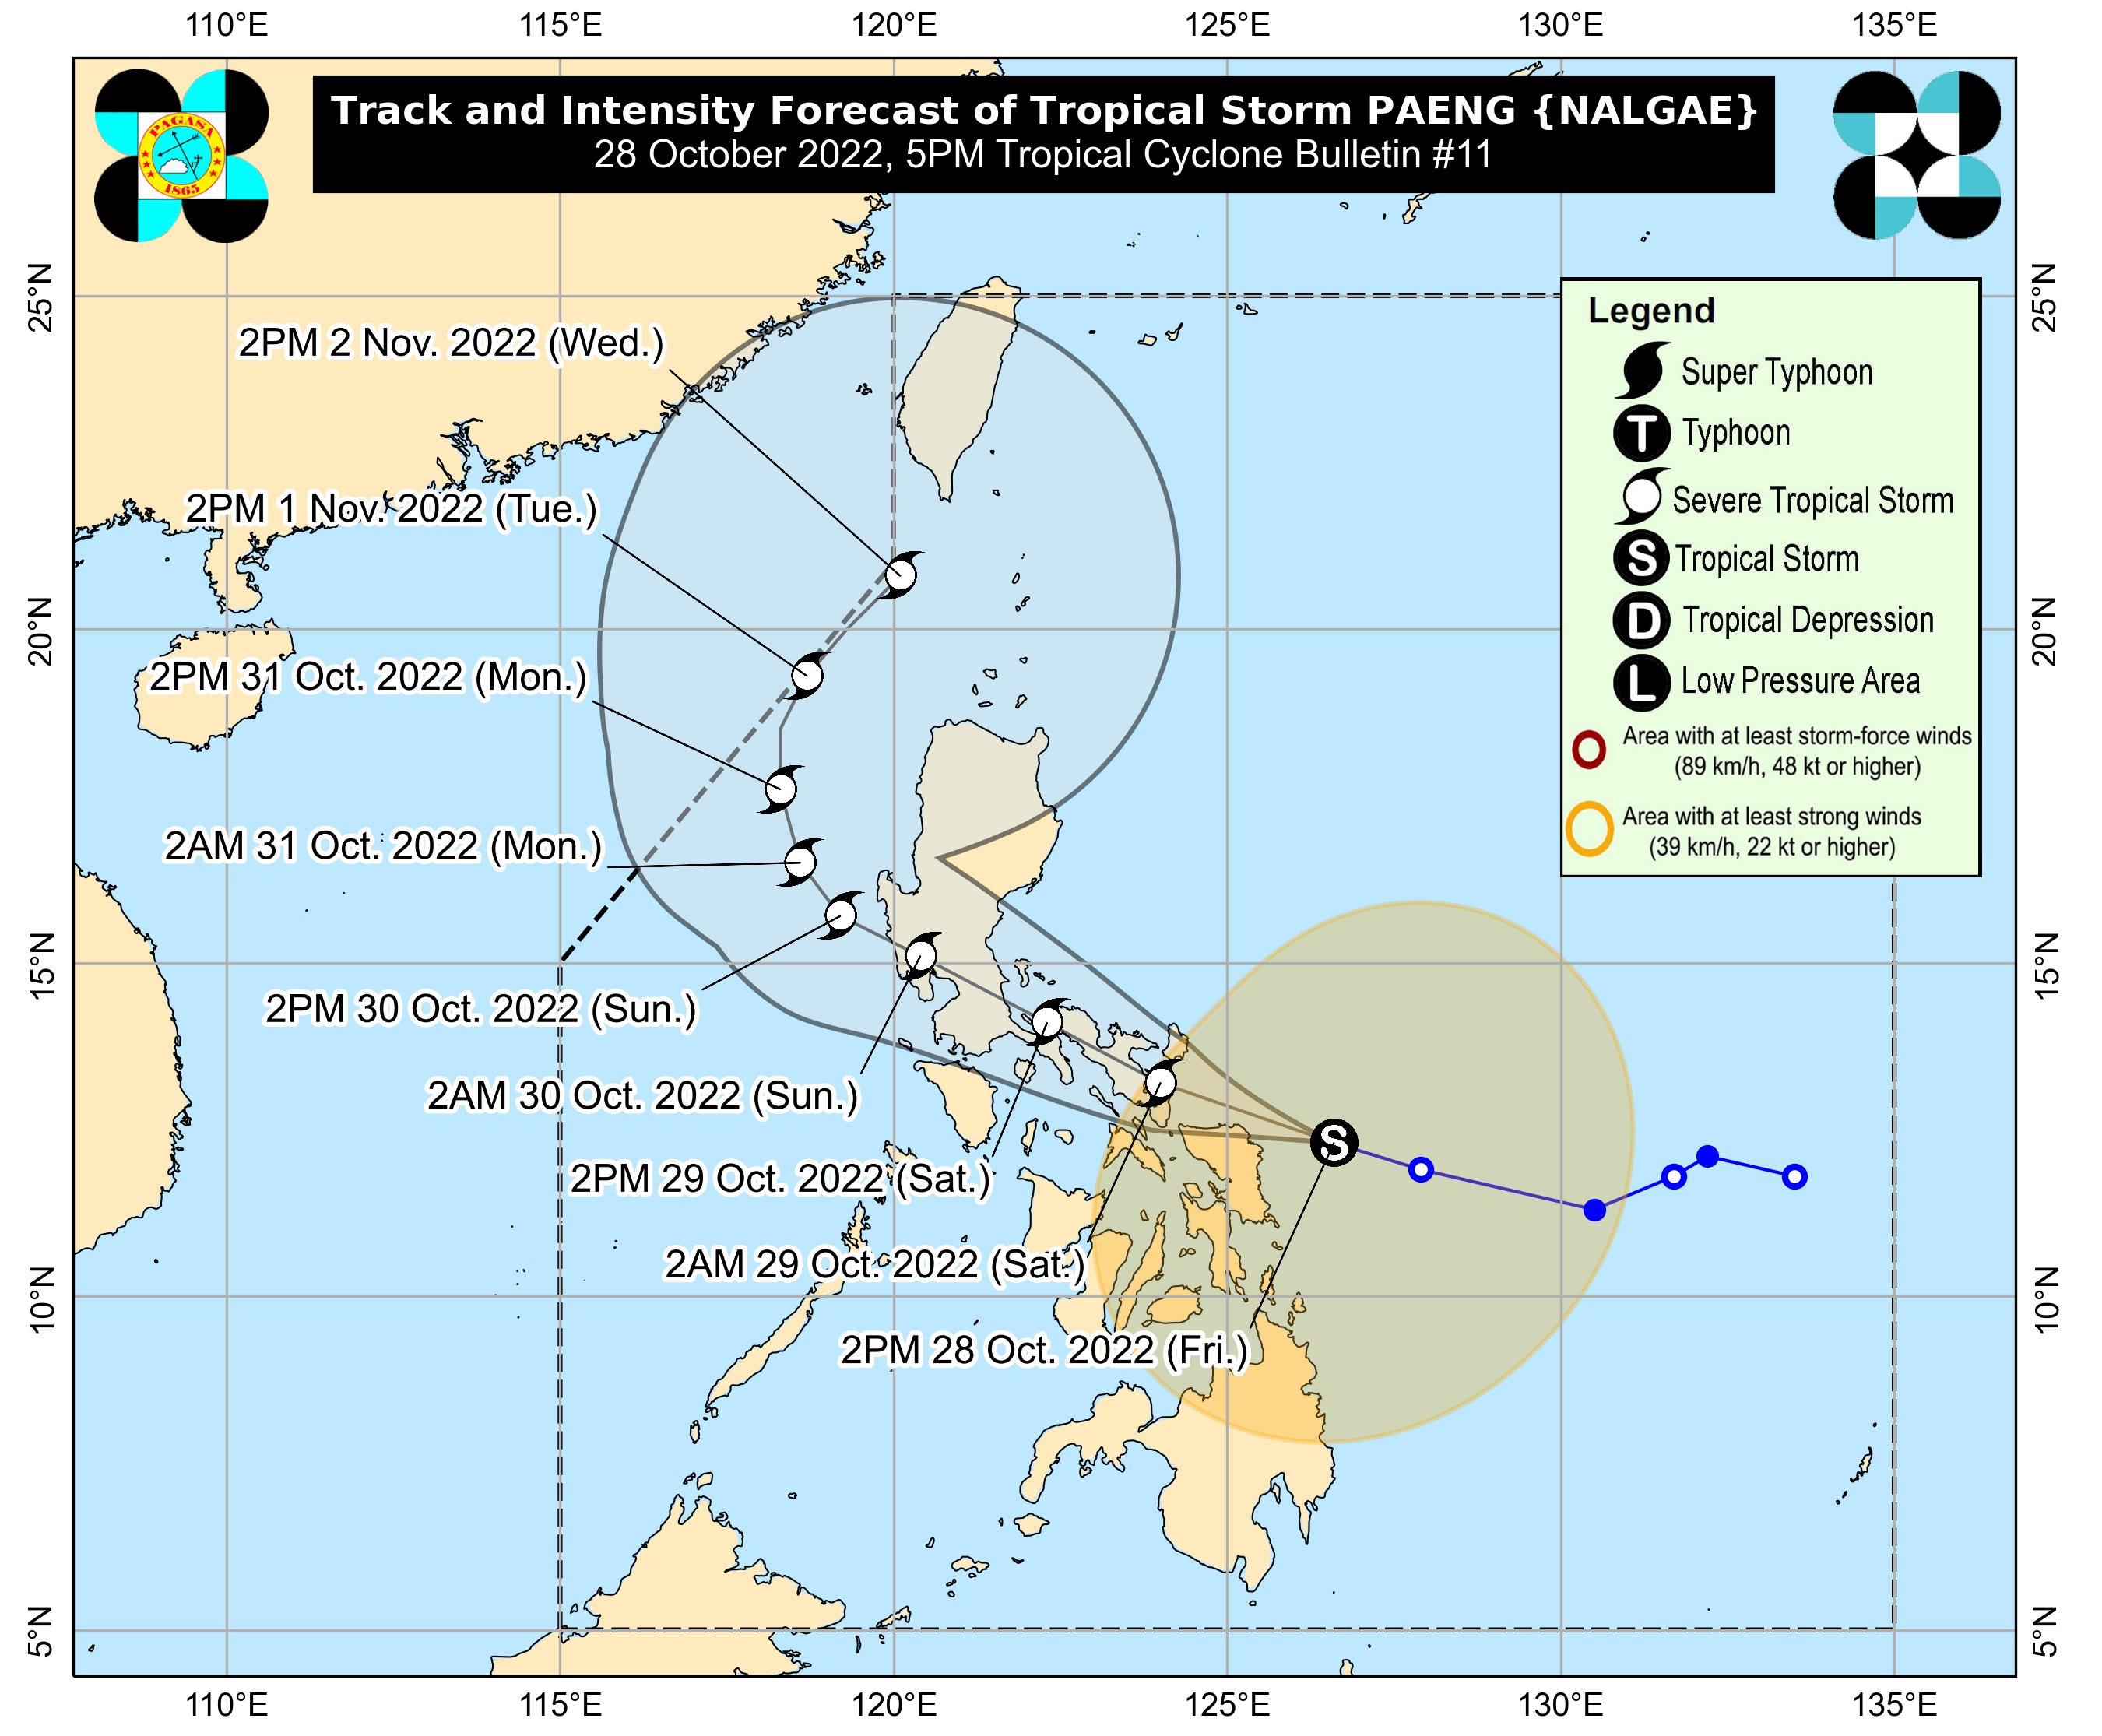 110°E 115°E 120°E 125°E 130°E 135°E
Track and Intensity Forecast of Tropical Storm PAENG {NALGAE}
28 October 2022, 5PM Tropical Cyclone Bulletin #11
PAGASA
1865
25°N
20°N
15°N
10°N
5°N
25°N
20°N
15°N
10°N
5°N
2PM 2 Nov. 2022 (Wed.)
2PM 1 Nov. 2022 (Tue.)
2PM 31 Oct. 2022 (Mon.)
2AM 31 Oct. 2022 (Mon.)
2PM 30 Oct. 2022 (Sun.)
2AM 30 Oct. 2022 (Sun.)
2PM 29 Oct. 2022 (Sat.)
2AM 29 Oct. 2022 (Sat.)
2PM 28 Oct. 2022 (Fri.)
S
Legend
Super Typhoon
T Typhoon
Severe Tropical Storm
S Tropical Storm
D Tropical Depression
L Low Pressure Area
Area with at least storm-force winds
(89 km/h, 48 kt or higher)
Area with at least strong winds
(39 km/h, 22 kt or higher)
110°E 115°E 120°E 125°E 130°E 135°E